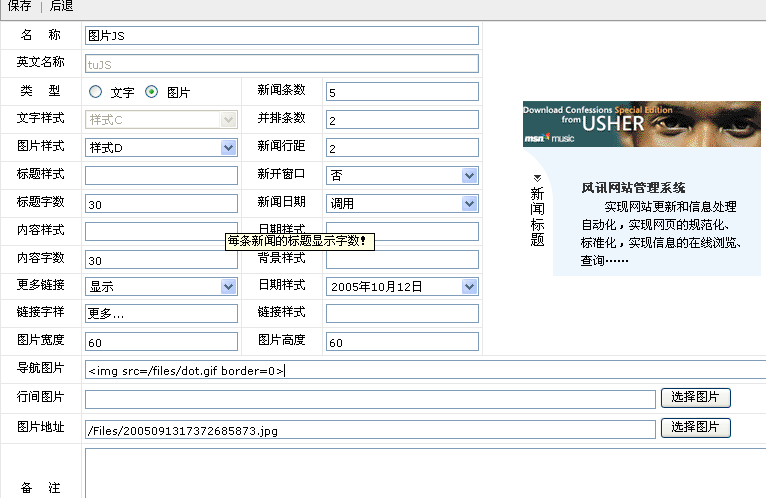 保存 | 后退
名 称 图片JS
英文名称 tuJS
类 型 文字 图片 新闻条数 5
文字样式 样式C 并排条数 2
图片样式 样式D 新闻行距 2
标题样式 新开窗口 否
标题字数 30 新闻日期 调用
内容样式 日期样式
每条新闻的标题显示字数!
内容字数 30 背景样式
更多链接 显示 日期样式 2005年10月12日
链接字样 更多... 链接样式
图片宽度 60 图片高度 60
导航图片 <img src=/files/dot.gif border=0>
行间图片 选择图片
图片地址 /Files/2005091317372685873.jpg 选择图片
备 注
Download Confessions Special Edition
from USHER
msn music
新闻标题
风讯网站管理系统
实现网站更新和信息处理
自动化,实现网页的规范化、
标准化,实现信息的在线浏览、
查询……